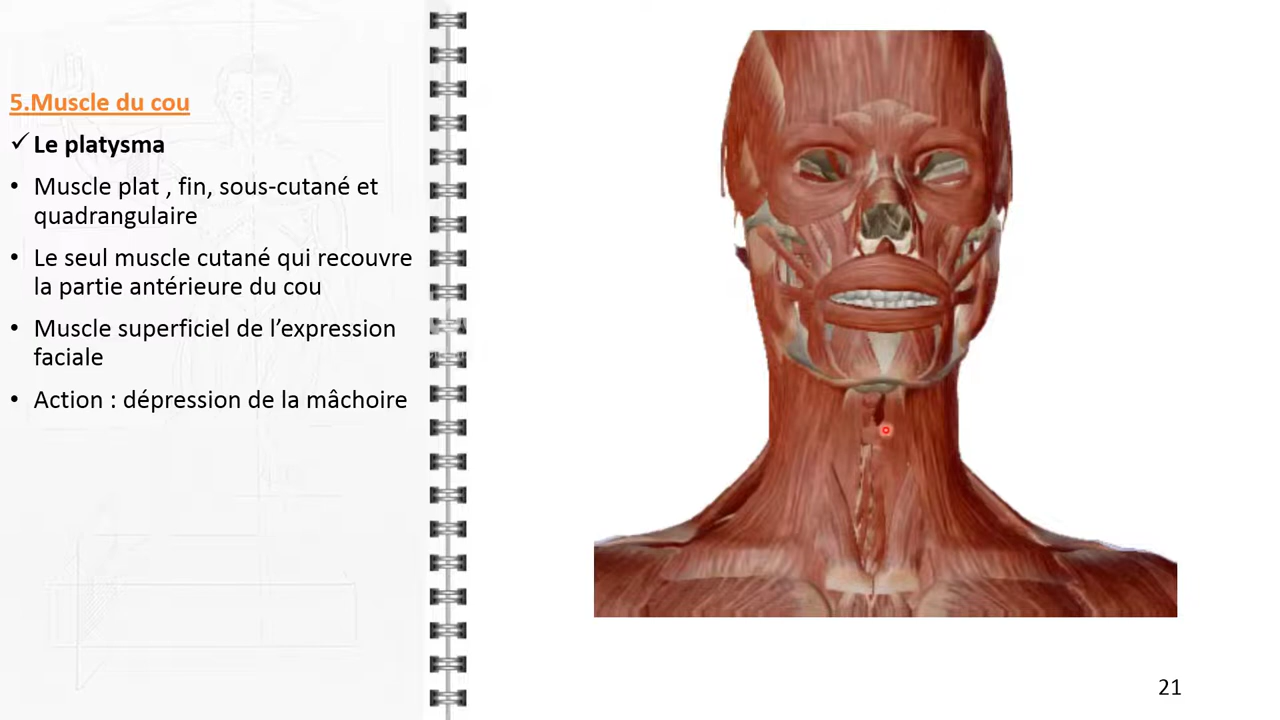 5.Muscle du cou
✓ Le platysma
• Muscle plat , fin, sous-cutané et
quadrangulaire
• Le seul muscle cutané qui recouvre
la partie antérieure du cou
• Muscle superficiel de l’expression
faciale
• Action : dépression de la mâchoire
21